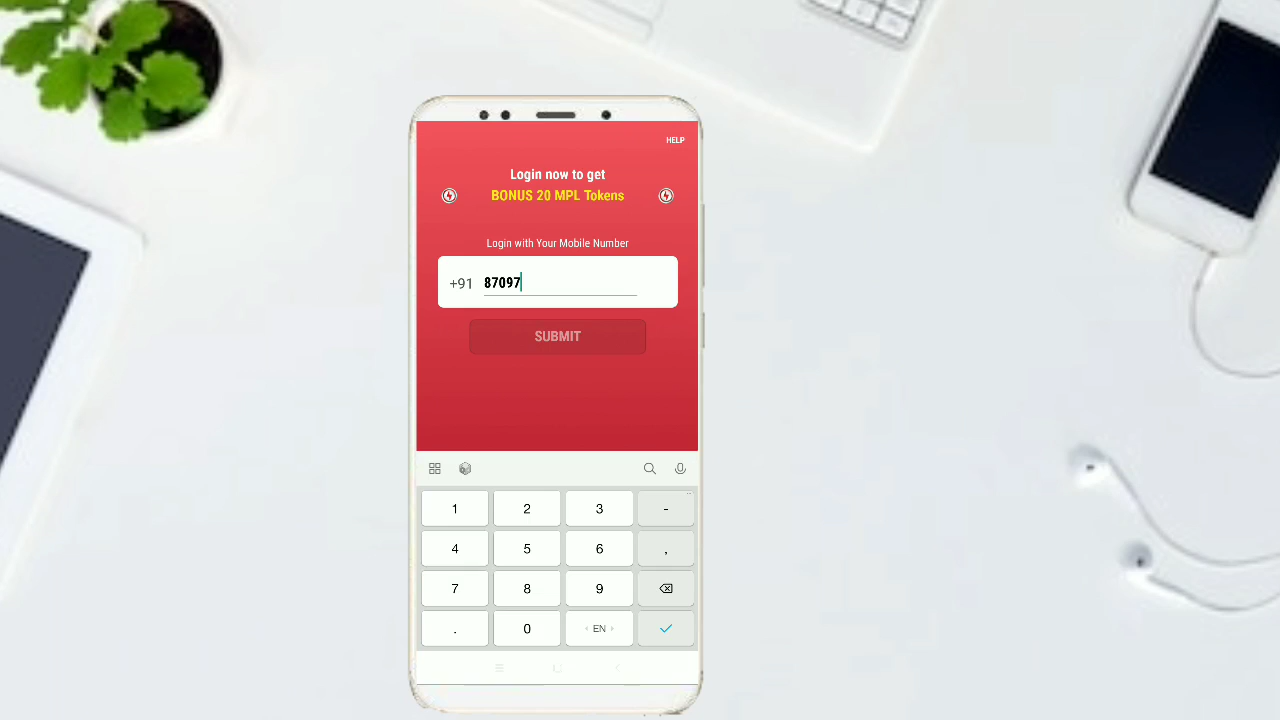 HELP
Login now to get
BONUS 20 MPL Tokens
Login with Your Mobile Number
+91 87097
SUBMIT
1 2 3 -
4 5 6 ,
7 8 9
. 0 EN